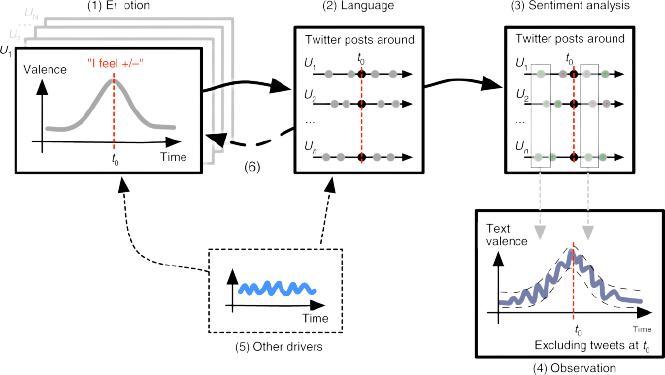 (1) Emotion
(2) Language
(3) Sentiment analysis
U_N
...
U_2
U_1
Valence
"I feel +/–"
t_0
Time
Twitter posts around
t_0
U_1
U_2
...
U_n
Twitter posts around
t_0
U_1
U_2
...
U_n
(6)
Time
(5) Other drivers
Text
valence
t_0
Time
Excluding tweets at t_0
(4) Observation